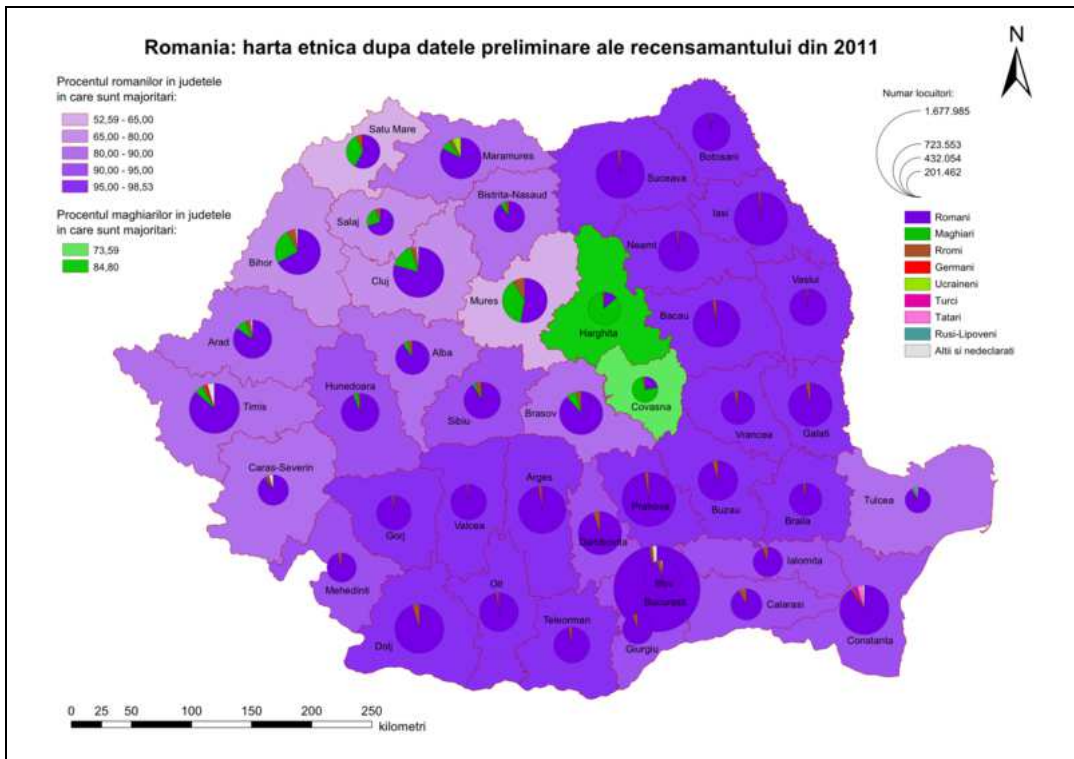 Romania: harta etnica dupa datele preliminare ale recensamantului din 2011
N
Procentul romanilor in judetele
in care sunt majoritari:
52,59 - 65,00
65,00 - 80,00
80,00 - 90,00
90,00 - 95,00
95,00 - 98,53
Procentul maghiarilor in judetele
in care sunt majoritari:
73,59
84,80
Numar locuitori:
1.677.985
723.553
432.054
201.462
Romani
Maghiari
Rromi
Germani
Ucraineni
Turci
Tatari
Rusi-Lipoveni
Altii si nedeclarati
Satu Mare
Maramures
Botosani
Suceava
Bistrita-Nasaud
Iasi
Salaj
Neamt
Bihor
Cluj
Vaslui
Mures
Bacau
Harghita
Arad
Alba
Hunedoara
Covasna
Timis
Sibiu
Brasov
Vrancea
Galati
Caras-Severin
Arges
Tulcea
Prahova
Buzau
Braila
Valcea
Gorj
Dambovita
Ialomita
Mehedinti
Olt
Ilfov
Bucuresti
Calarasi
Teleorman
Dolj
Giurgiu
Constanta
0 25 50 100 150 200 250
kilometri